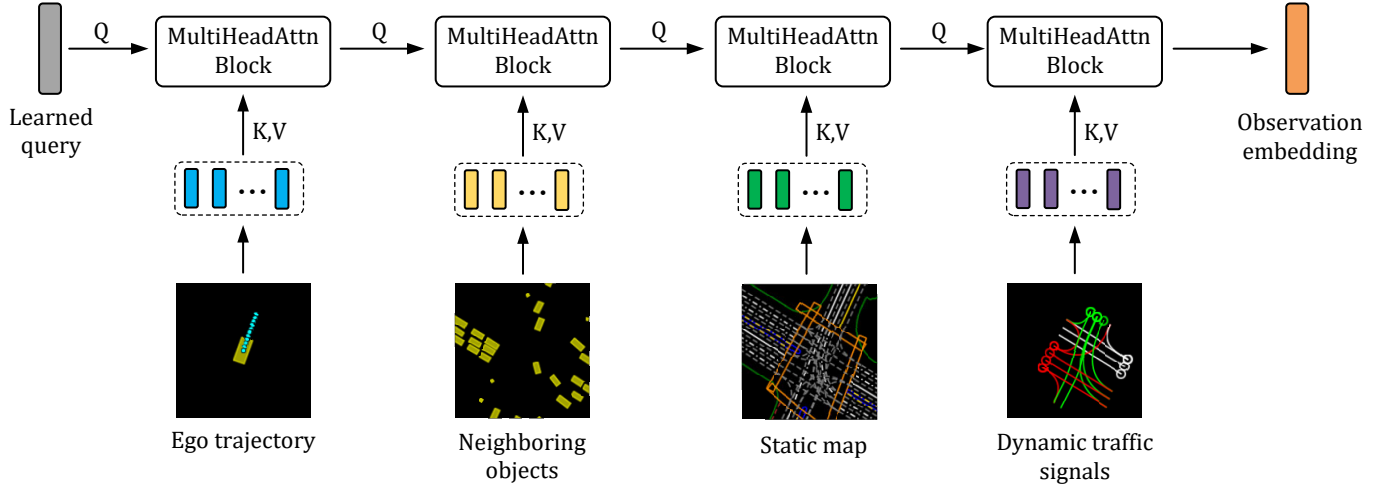 Q
MultiHeadAttn
Block
Q
MultiHeadAttn
Block
Q
MultiHeadAttn
Block
Q
MultiHeadAttn
Block
Learned
query
K,V
K,V
K,V
K,V
Observation
embedding
Ego trajectory
Neighboring
objects
Static map
Dynamic traffic
signals